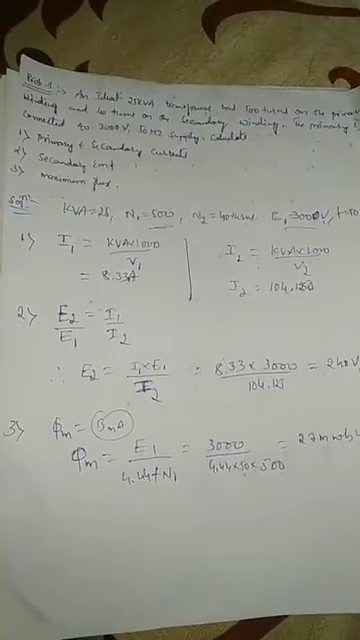 Prob-1 :- An Ideal 25KVA transformer had 500 turns on the primary
winding and 40 turns on the secondary winding. The primary is
connected to 3000V, 50HZ supply. Calculate
1) Primary & Secondary Currents
2) Secondary Emf
3) maximum flux.
Solⁿ:- KVA=25, N₁=500, N₂=40turns. E₁=3000V, f=50
1) I₁ = KVA×1000 / V₁
= 8.33A
I₂ = KVA×1000 / V₂
I₂ = 104.15A
2) E₂/E₁ = I₁/I₂
∴ E₂ = I₁×E₁ / I₂ = 8.33×3000 / 104.15 = 240V
3) Φm = BmA
Φm = E₁ / 4.44fN₁ = 3000 / 4.44×50×500 = 27mwb